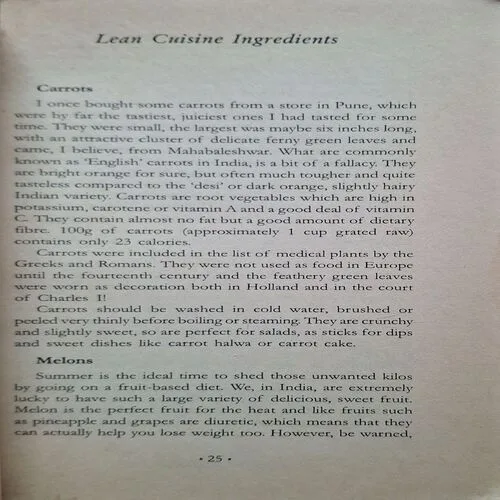 Lean Cuisine Ingredients
Carrots
I once bought some carrots from a store in Pune, which
were by far the tastiest, juiciest ones I had tasted for some
time. They were small, the largest was maybe six inches long,
with an attractive cluster of delicate ferny green leaves and
came, I believe, from Mahabaleshwar. What are commonly
known as 'English' carrots in India, is a bit of a fallacy. They
are bright orange for sure, but often much tougher and quite
tasteless compared to the 'desi' or dark orange, slightly hairy
Indian variety. Carrots are root vegetables which are high in
potassium, carotene or vitamin A and a good deal of vitamin
C. They contain almost no fat but a good amount of dietary
fibre. 100g of carrots (approximately 1 cup grated raw)
contains only 23 calories.
Carrots were included in the list of medical plants by the
Greeks and Romans. They were not used as food in Europe
until the fourteenth century and the feathery green leaves
were worn as decoration both in Holland and in the court
of Charles I!
Carrots should be washed in cold water, brushed or
peeled very thinly before boiling or steaming. They are crunchy
and slightly sweet, so are perfect for salads, as sticks for dips
and sweet dishes like carrot halwa or carrot cake.
Melons
Summer is the ideal time to shed those unwanted kilos
by going on a fruit-based diet. We, in India, are extremely
lucky to have such a large variety of delicious, sweet fruit.
Melon is the perfect fruit for the heat and like fruits such
as pineapple and grapes are diuretic, which means that they
can actually help you lose weight too. However, be warned,
• 25 •